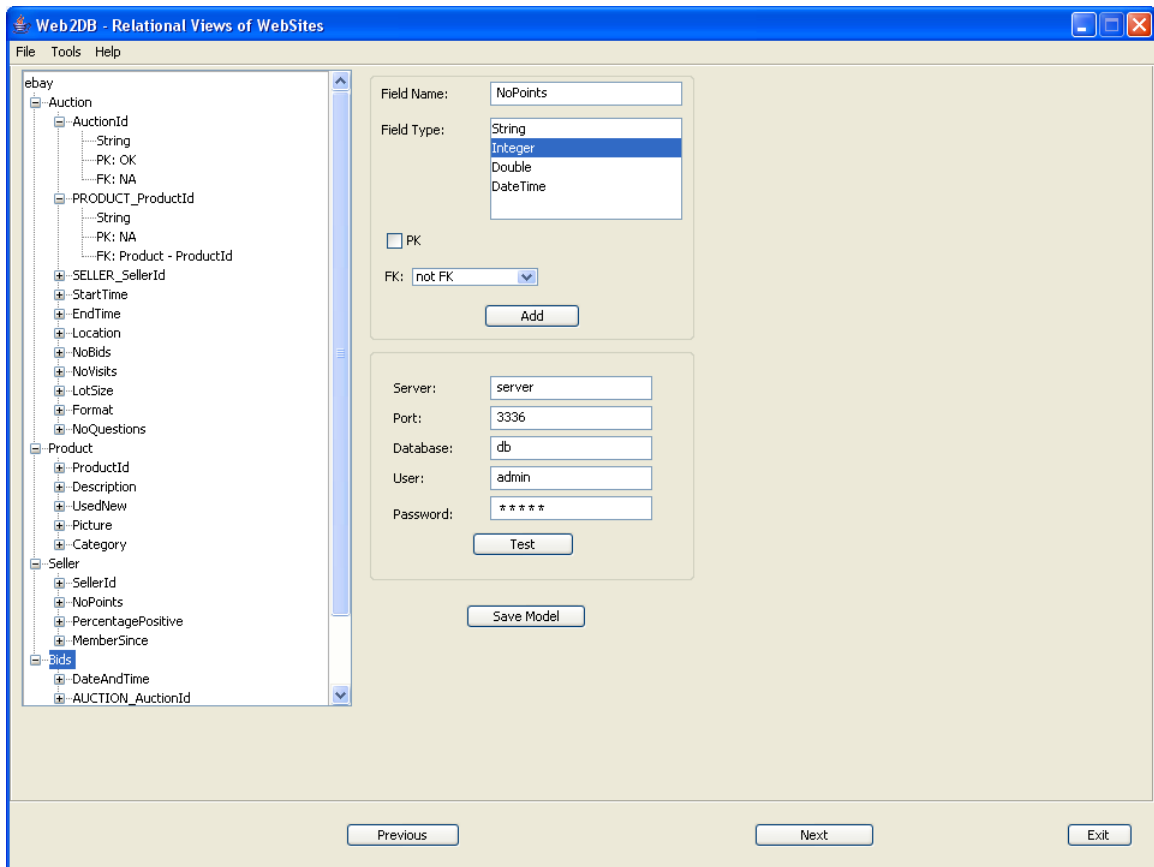 Web2DB - Relational Views of WebSites
File Tools Help
ebay
Auction
AuctionId
String
PK: OK
FK: NA
PRODUCT_ProductId
String
PK: NA
FK: Product - ProductId
SELLER_SellerId
StartTime
EndTime
Location
NoBids
NoVisits
LotSize
Format
NoQuestions
Product
ProductId
Description
UsedNew
Picture
Category
Seller
SellerId
NoPoints
PercentagePositive
MemberSince
Bids
DateAndTime
AUCTION_AuctionId
Field Name: NoPoints
Field Type: String
Integer
Double
DateTime
PK
FK: not FK
Add
Server: server
Port: 3336
Database: db
User: admin
Password: *****
Test
Save Model
Previous Next Exit